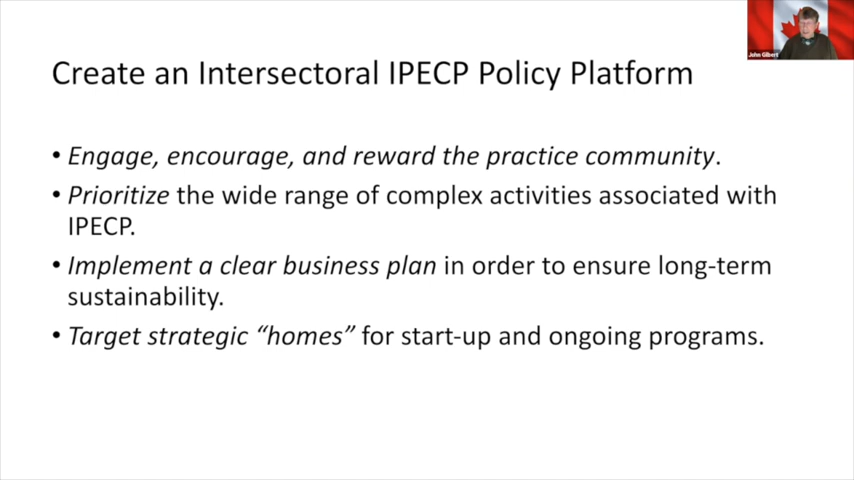 Create an Intersectoral IPECP Policy Platform
• Engage, encourage, and reward the practice community.
• Prioritize the wide range of complex activities associated with
IPECP.
• Implement a clear business plan in order to ensure long-term
sustainability.
• Target strategic “homes” for start-up and ongoing programs.
John Gilbert